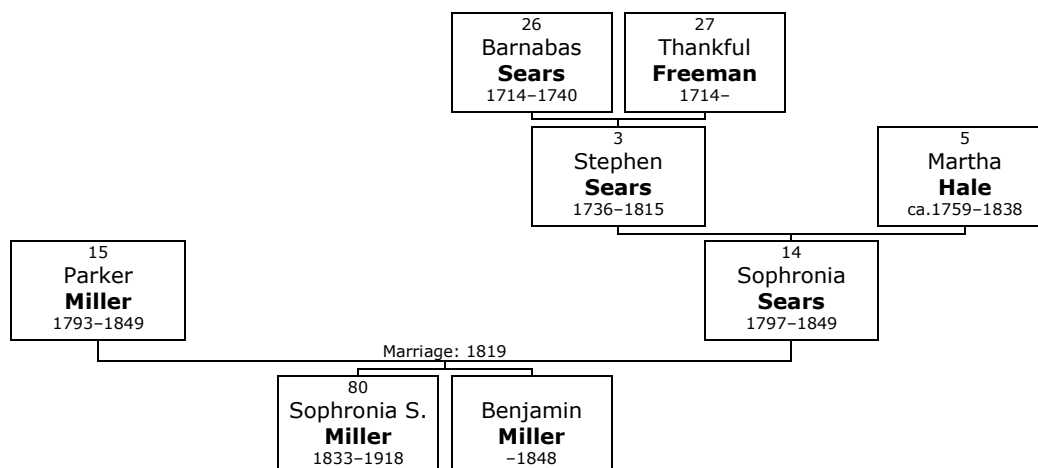 26
Barnabas
Sears
1714–1740
27
Thankful
Freeman
1714–
3
Stephen
Sears
1736–1815
5
Martha
Hale
ca.1759–1838
15
Parker
Miller
1793–1849
14
Sophronia
Sears
1797–1849
Marriage: 1819
80
Sophronia S.
Miller
1833–1918
Benjamin
Miller
–1848